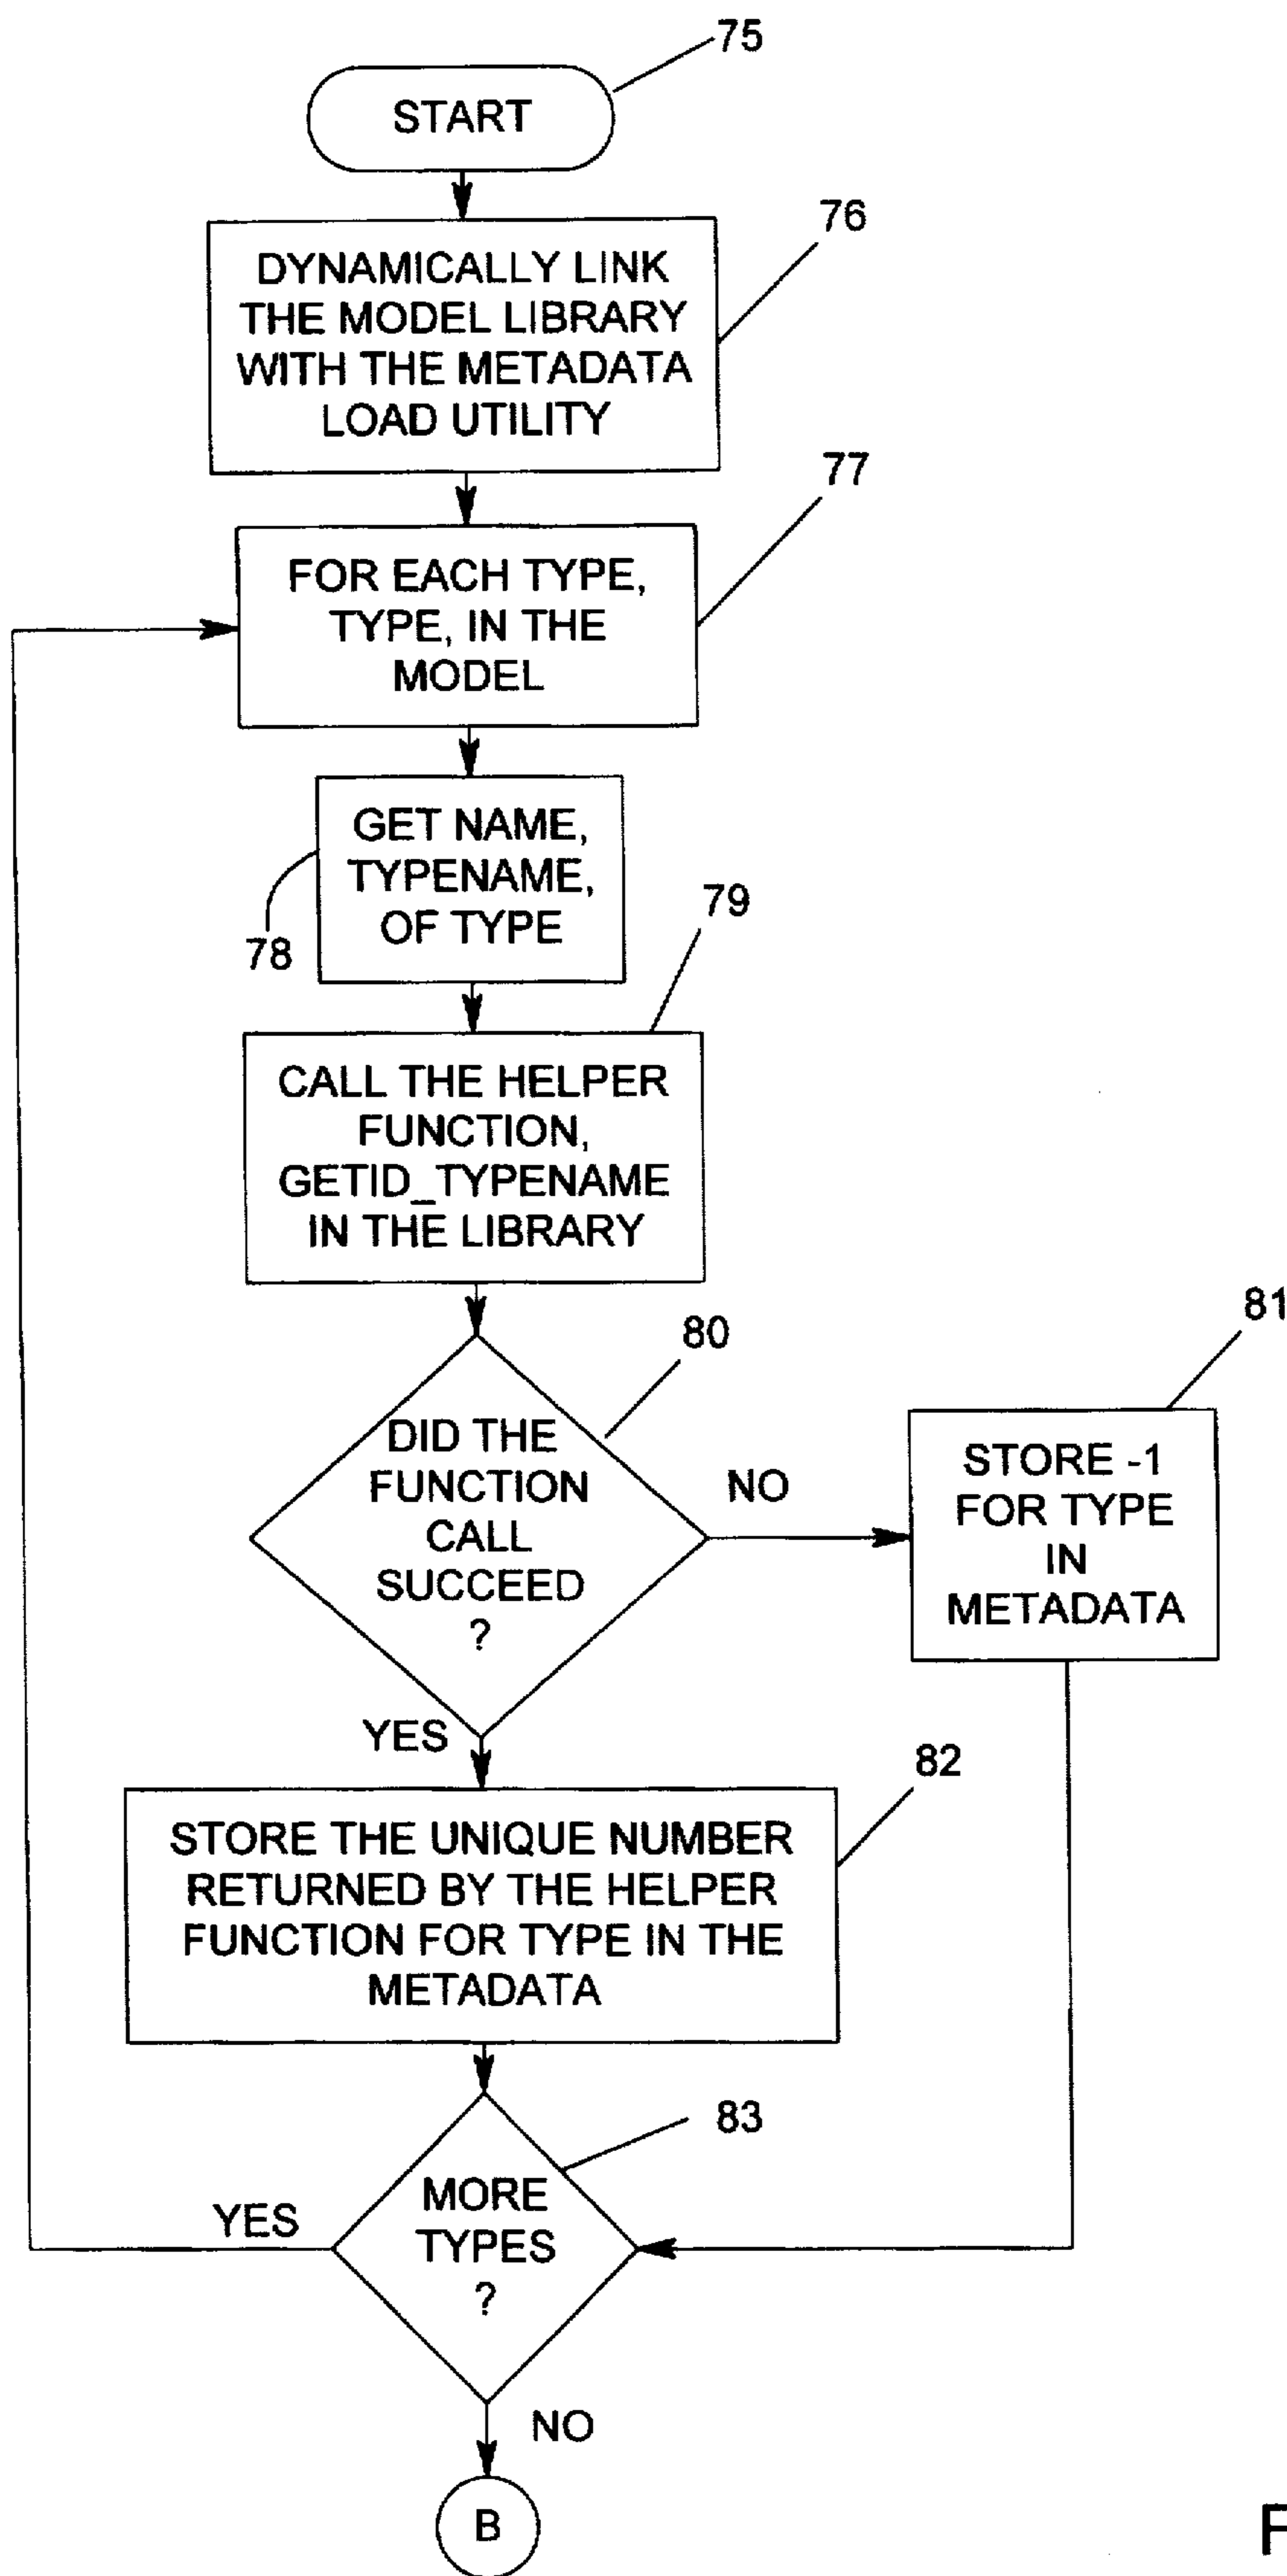 75
START
76
DYNAMICALLY LINK
THE MODEL LIBRARY
WITH THE METADATA
LOAD UTILITY
77
FOR EACH TYPE,
TYPE, IN THE
MODEL
GET NAME,
TYPENAME,
OF TYPE
78
79
CALL THE HELPER
FUNCTION,
GETID_TYPENAME
IN THE LIBRARY
80
DID THE
FUNCTION
CALL
SUCCEED
?
NO
81
STORE -1
FOR TYPE
IN
METADATA
YES
82
STORE THE UNIQUE NUMBER
RETURNED BY THE HELPER
FUNCTION FOR TYPE IN THE
METADATA
83
MORE
TYPES
?
YES
NO
B
F